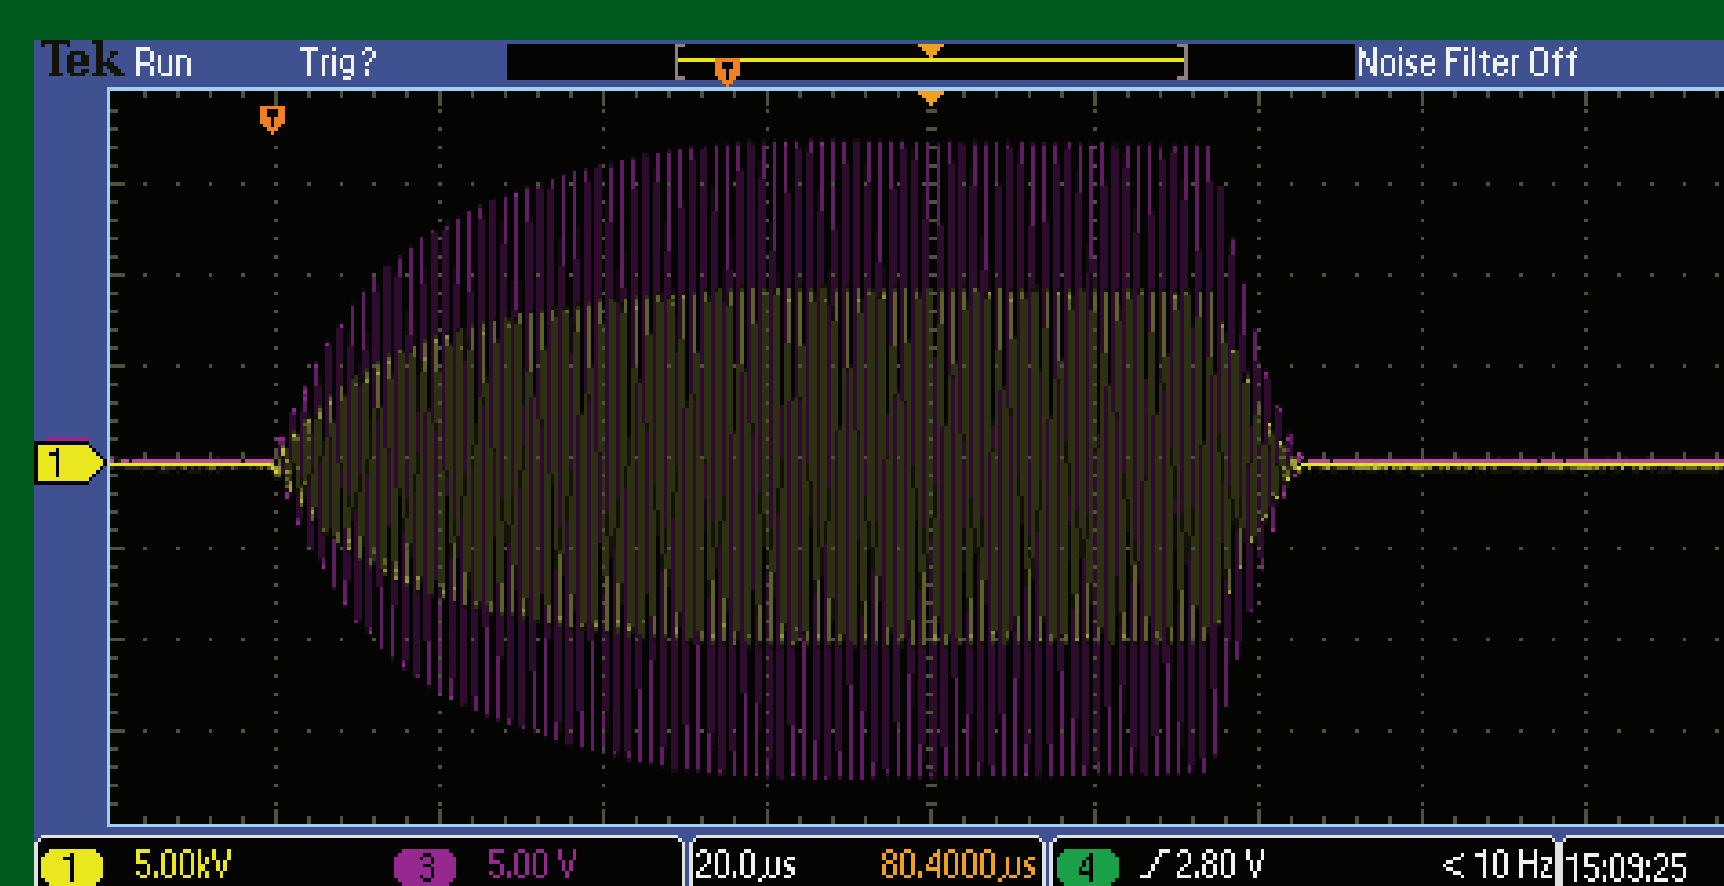 Tek Run Trig? Noise Filter Off
T
T
1
1 5.00kV 3 5.00 V 20.0µs 80.4000µs 4 2.80 V < 10 Hz 15:09:25